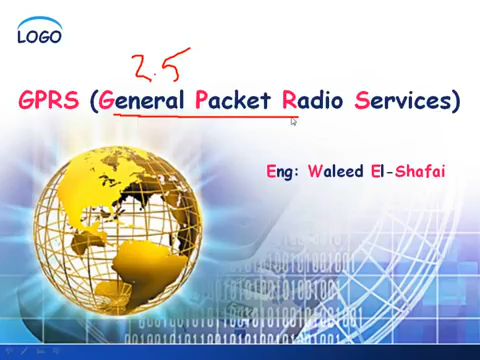 LOGO
2.5
GPRS (General Packet Radio Services)
Eng: Waleed El-Shafai